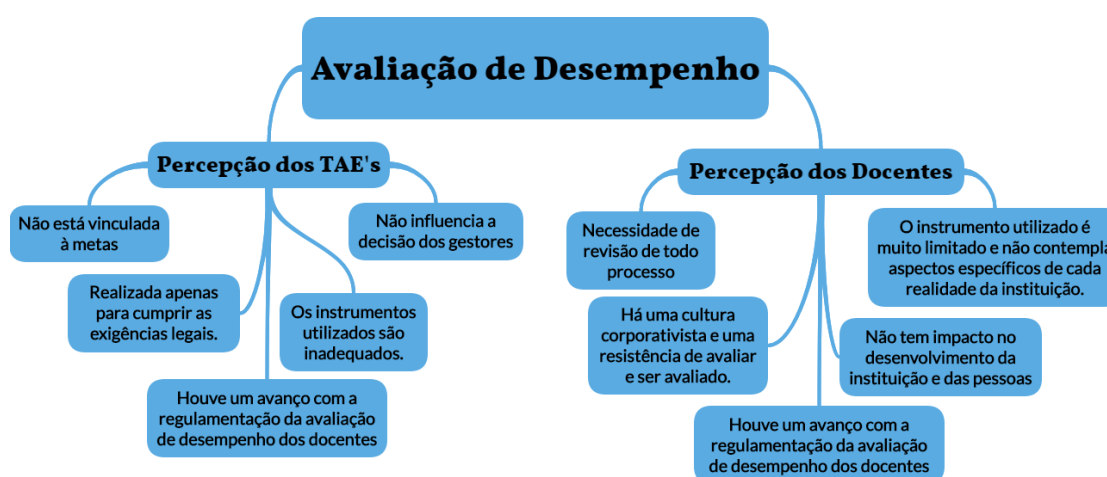 Avaliação de Desempenho
Percepção dos TAE's
Não está vinculada
à metas
Não influencia a
decisão dos gestores
Realizada apenas
para cumprir as
exigências legais.
Os instrumentos
utilizados são
inadequados.
Houve um avanço com a
regulamentação da avaliação
de desempenho dos docentes
Percepção dos Docentes
Necessidade de
revisão de todo
processo
O instrumento utilizado é
muito limitado e não contempla
aspectos específicos de cada
realidade da instituição.
Há uma cultura
corporativista e uma
resistência de avaliar
e ser avaliado.
Não tem impacto no
desenvolvimento da
instituição e das pessoas
Houve um avanço com a
regulamentação da avaliação
de desempenho dos docentes